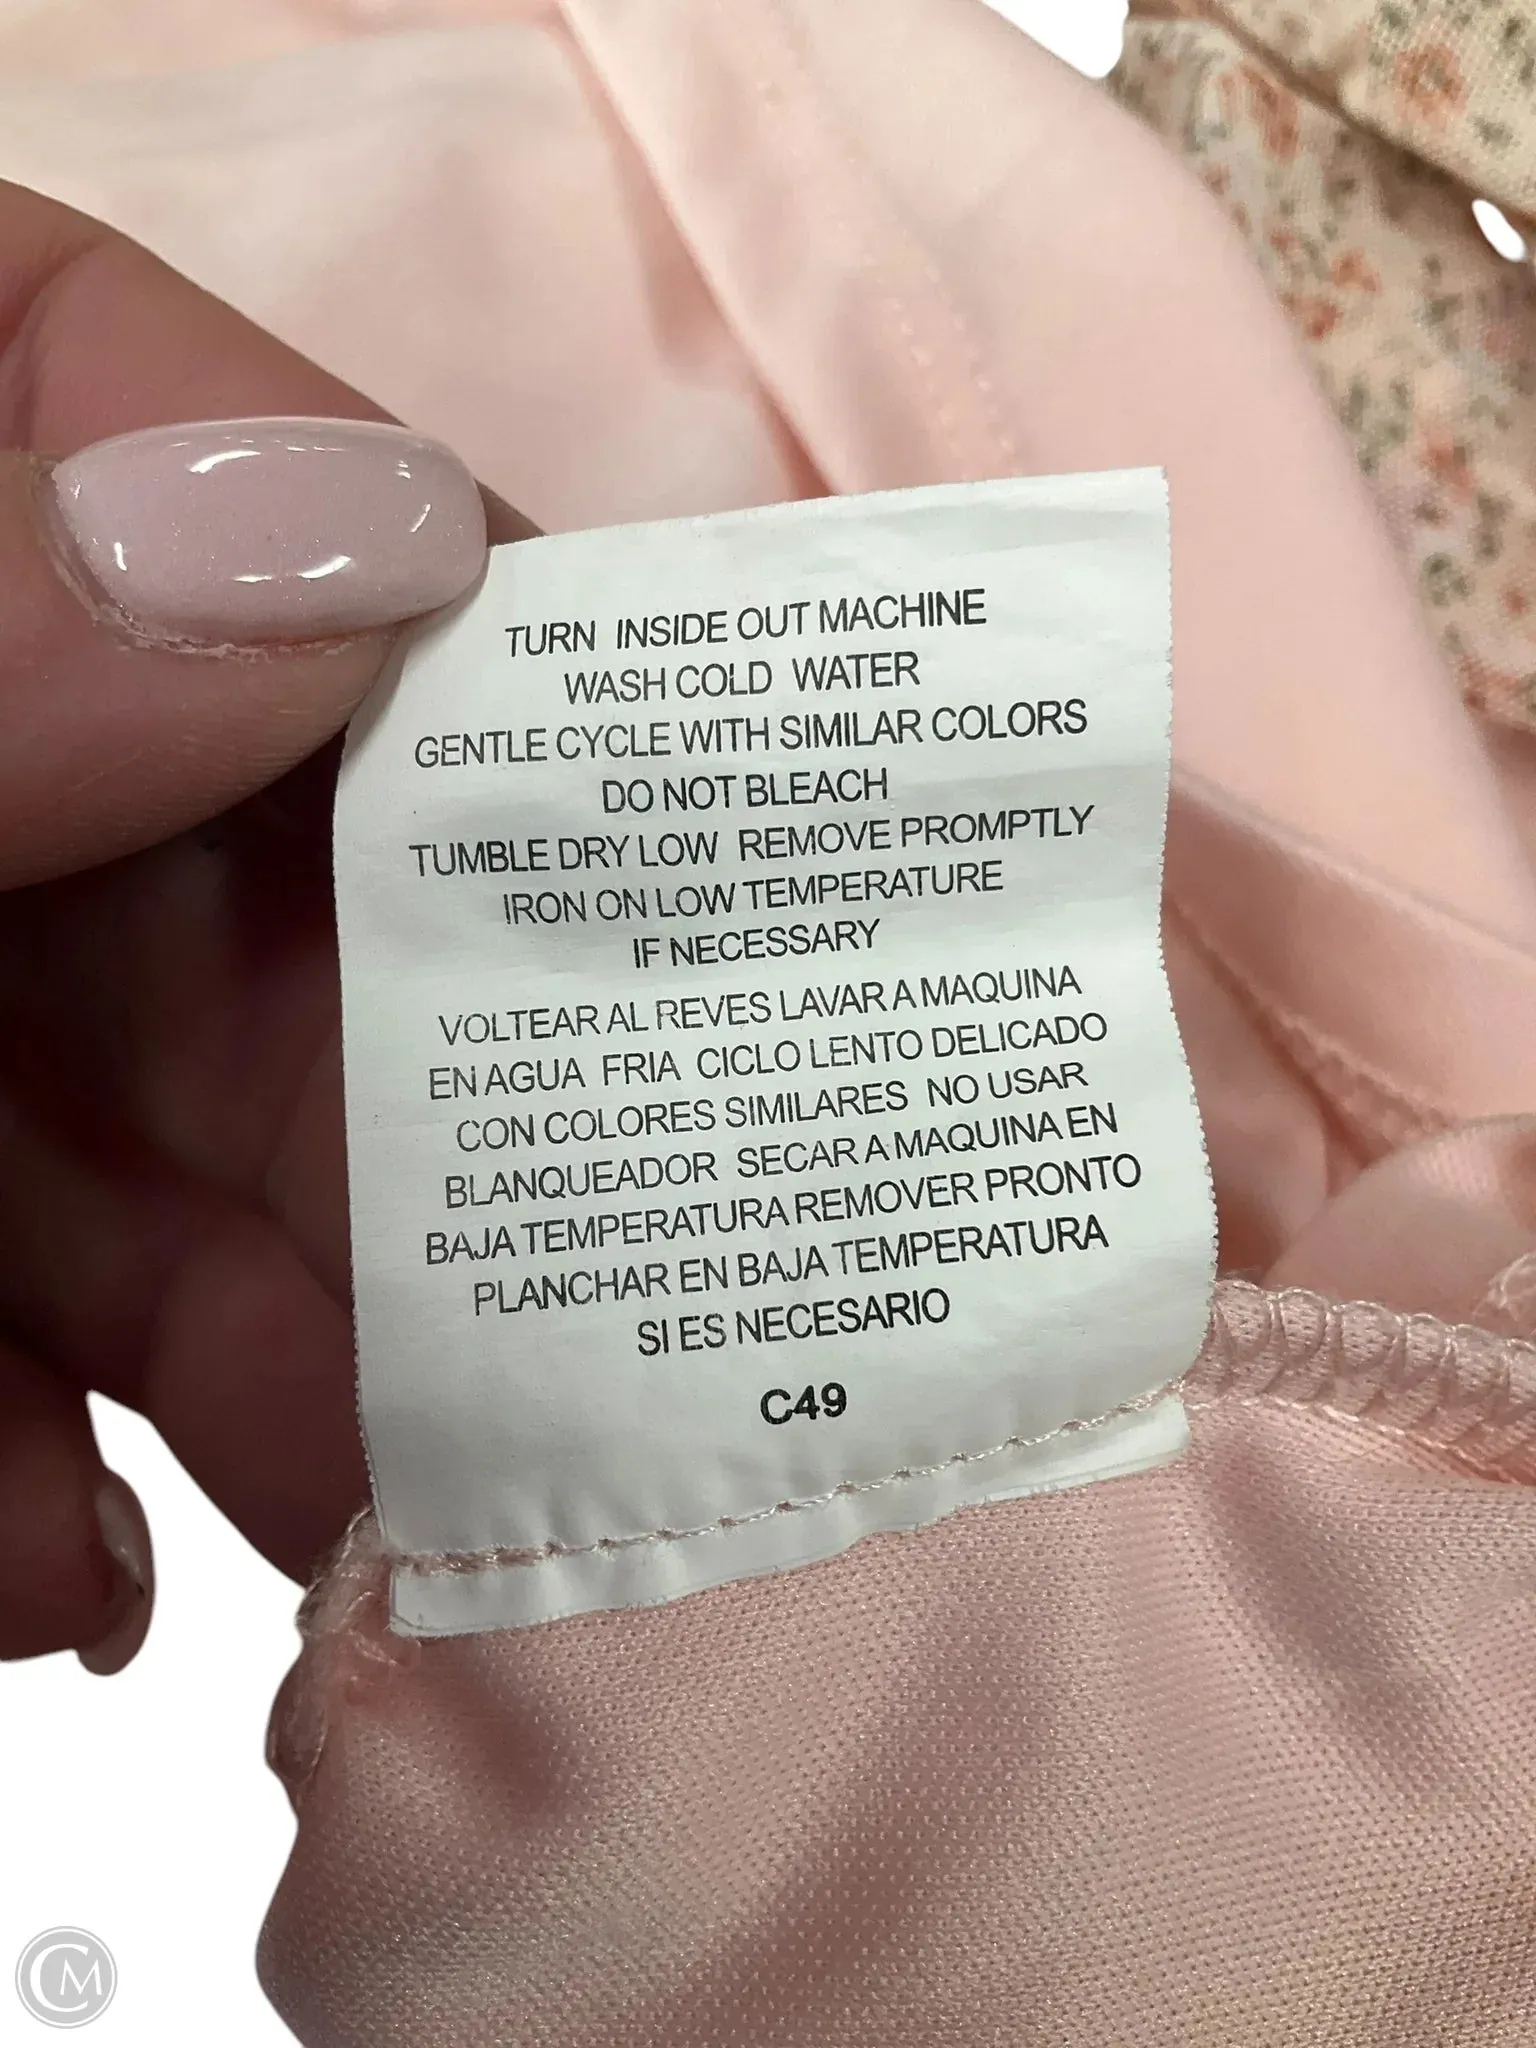 TURN INSIDE OUT MACHINE
WASH COLD WATER
GENTLE CYCLE WITH SIMILAR COLORS
DO NOT BLEACH
TUMBLE DRY LOW REMOVE PROMPTLY
IRON ON LOW TEMPERATURE
IF NECESSARY
VOLTEAR AL REVES LAVAR A MAQUINA
EN AGUA FRIA CICLO LENTO DELICADO
CON COLORES SIMILARES NO USAR
BLANQUEADOR SECAR A MAQUINA EN
BAJA TEMPERATURA REMOVER PRONTO
PLANCHAR EN BAJA TEMPERATURA
SI ES NECESARIO
C49
CM